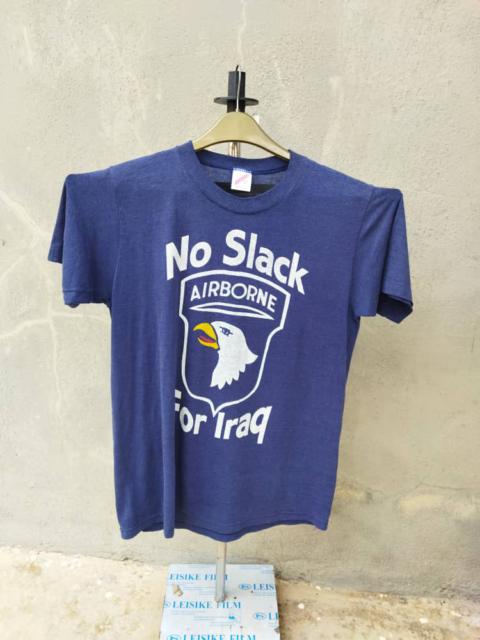 No Slack
AIRBORNE
For Iraq
LEISIKE FILM
LEISIKE FILM
LEISIKE FILM